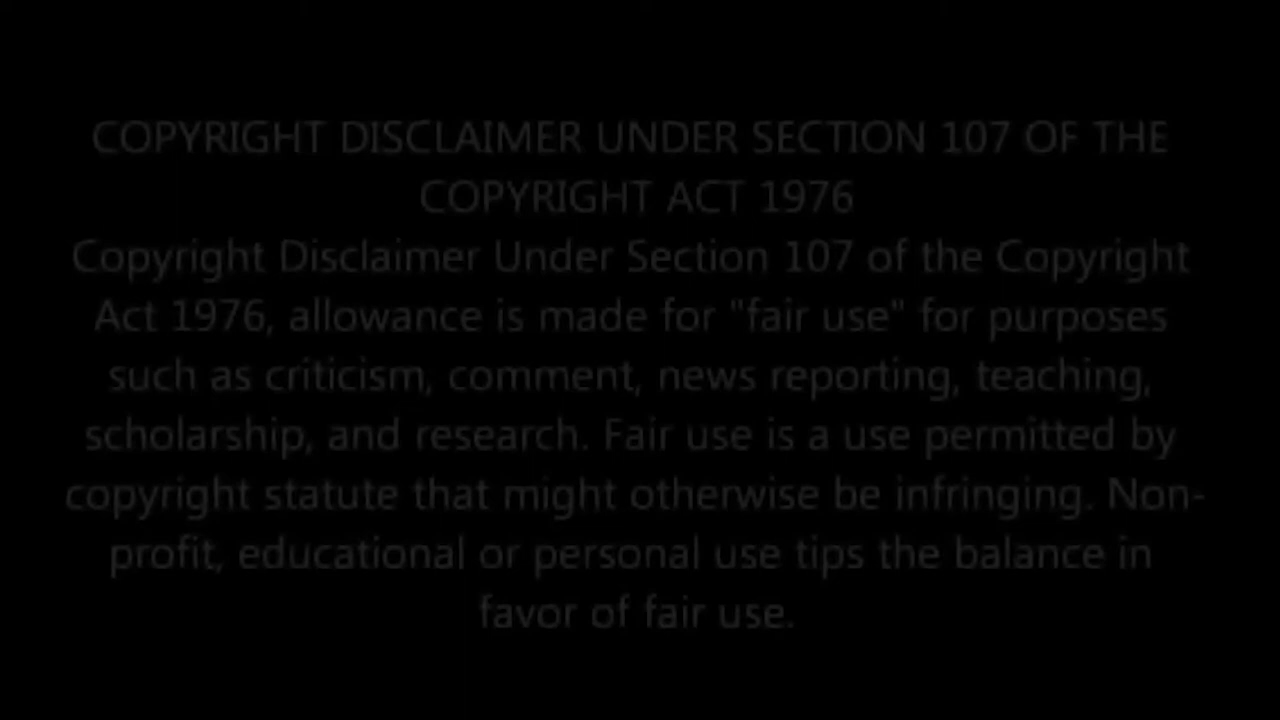 COPYRIGHT DISCLAIMER UNDER SECTION 107 OF THE
COPYRIGHT ACT 1976
Copyright Disclaimer Under Section 107 of the Copyright
Act 1976, allowance is made for "fair use" for purposes
such as criticism, comment, news reporting, teaching,
scholarship, and research. Fair use is a use permitted by
copyright statute that might otherwise be infringing. Non-
profit, educational or personal use tips the balance in
favor of fair use.